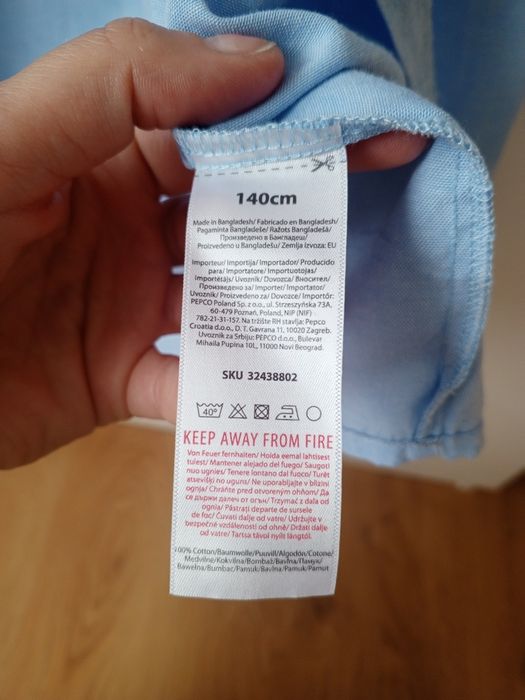 140cm
Made in Bangladesh/ Fabricado en Bangladesh/
Pagaminta Bangladeše/ Ražots Bangladešā/
Произведено в Бангладеш/
Proizvedeno u Bangladešu/ Zemlja izvoza: EU
Importeur/ Importija/ Importador/ Producido
para/ Importatore/ Importuotojas/
Importētājs/ Uvoznik/ Dovozca/ Вносител/
Произведено за/ Importer/ Importator/
Uvoznik/ Proizvedeno za/ Dovozce/ Importőr:
PEPCO Poland Sp. z o.o., ul. Strzeszyńska 73A,
60-479 Poznań, Poland, NIP (NIF)
782-21-31-157. Na tržište RH stavlja: Pepco
Croatia d.o.o., D. T. Gavrana 11, 10020 Zagreb.
Uvoznik za Srbiju: PEPCO d.o.o., Bulevar
Mihaila Pupina 10L, 11000 Novi Beograd.
SKU 32438802
40°
KEEP AWAY FROM FIRE
Von Feuer fernhalten/ Hoida eemal lahtisest
tulest/ Mantener alejado del fuego/ Saugoti
nuo ugnies/ Tenere lontano dal fuoco/ Turēt
atsevišķi no uguns/ Ne uporabljajte v bližini
ognja/ Chráňte pred otvoreným ohňom/ Да
се държи далеч от огън/ Trzymać z dala od
ognia/ Păstrați departe de sursele
de foc/ Čuvati dalje od vatre/ Udržujte v
bezpečné vzdálenosti od ohně/ Držati dalje
od vatre/ Tartsa távol nyílt lángtól.
100% Cotton/Baumwolle/Puuvill/Algodón/Cotone/
Medvilnė/Kokvilna/Bombaž/Bavlna/Памук/
Bawełna/Bumbac/Pamuk/Bavlna/Pamuk/Pamut